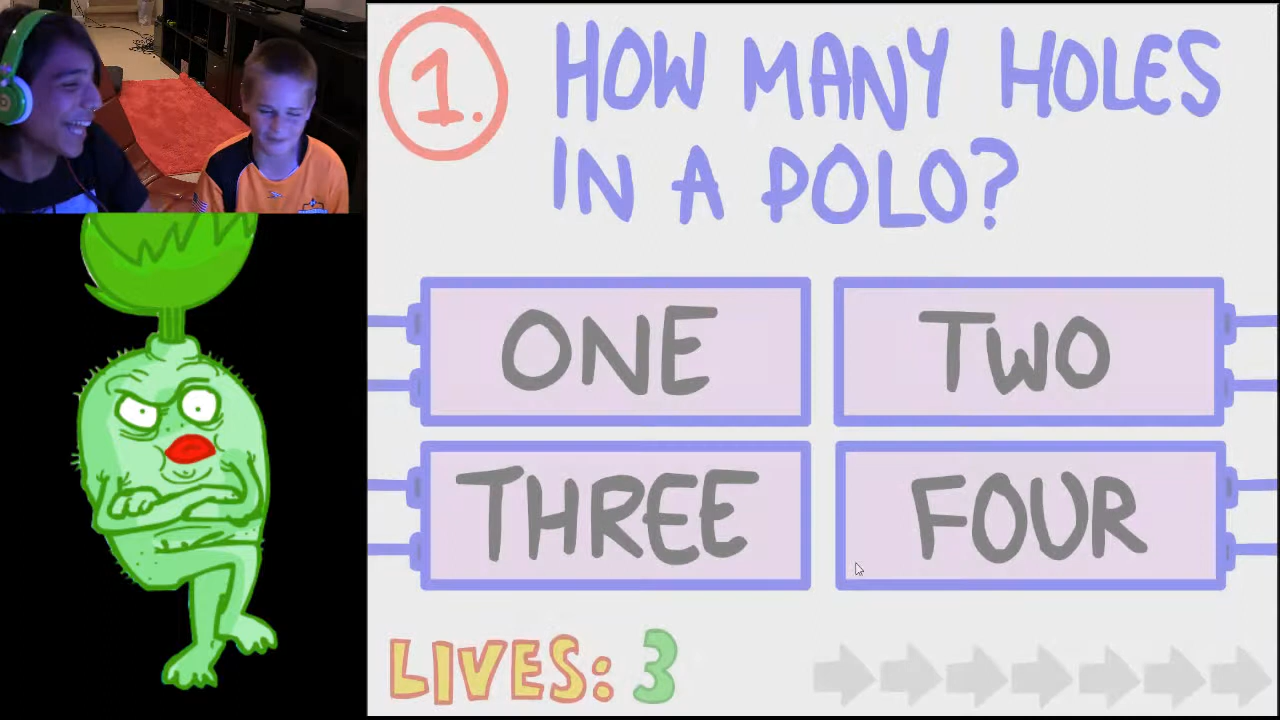 1. HOW MANY HOLES
IN A POLO?
ONE
TWO
THREE
FOUR
LIVES: 3